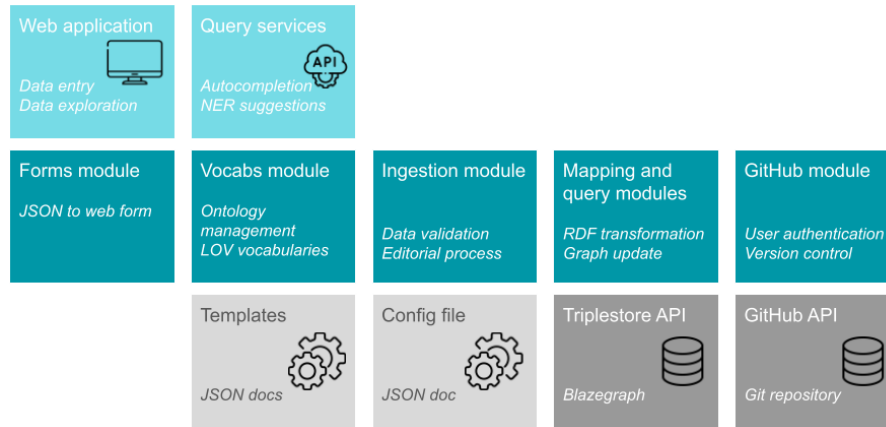 Web application
Data entry
Data exploration
Query services
API
Autocompletion
NER suggestions
Forms module
JSON to web form
Vocabs module
Ontology
management
LOV vocabularies
Ingestion module
Data validation
Editorial process
Mapping and
query modules
RDF transformation
Graph update
GitHub module
User authentication
Version control
Templates
JSON docs
Config file
JSON doc
Triplestore API
Blazegraph
GitHub API
Git repository